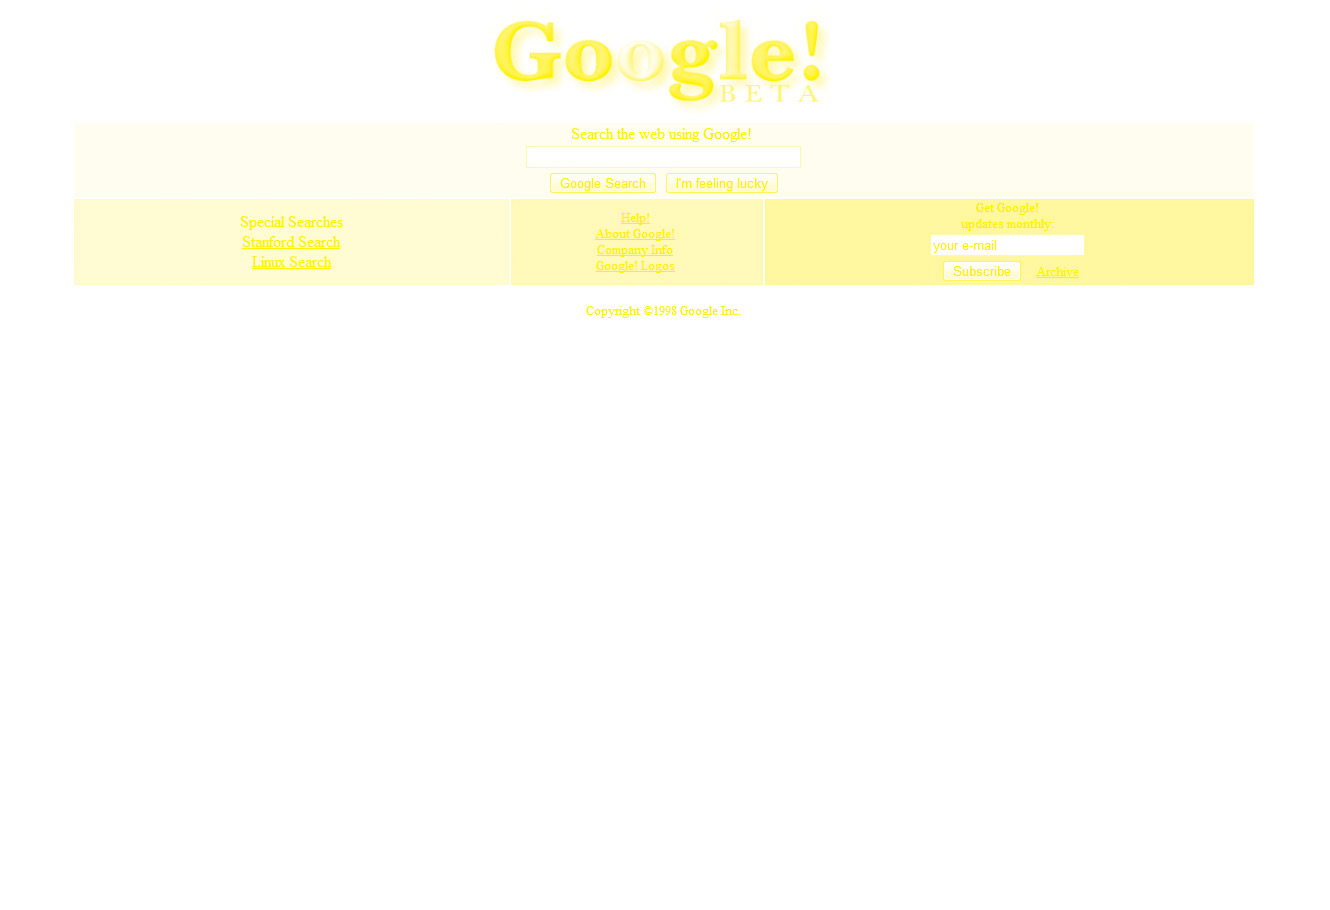 Google!
BETA
Search the web using Google!
Google Search I'm feeling lucky
Special Searches
Stanford Search
Linux Search
Help!
About Google!
Company Info
Google! Logos
Get Google!
updates monthly:
your e-mail
Subscribe Archive
Copyright ©1998 Google Inc.